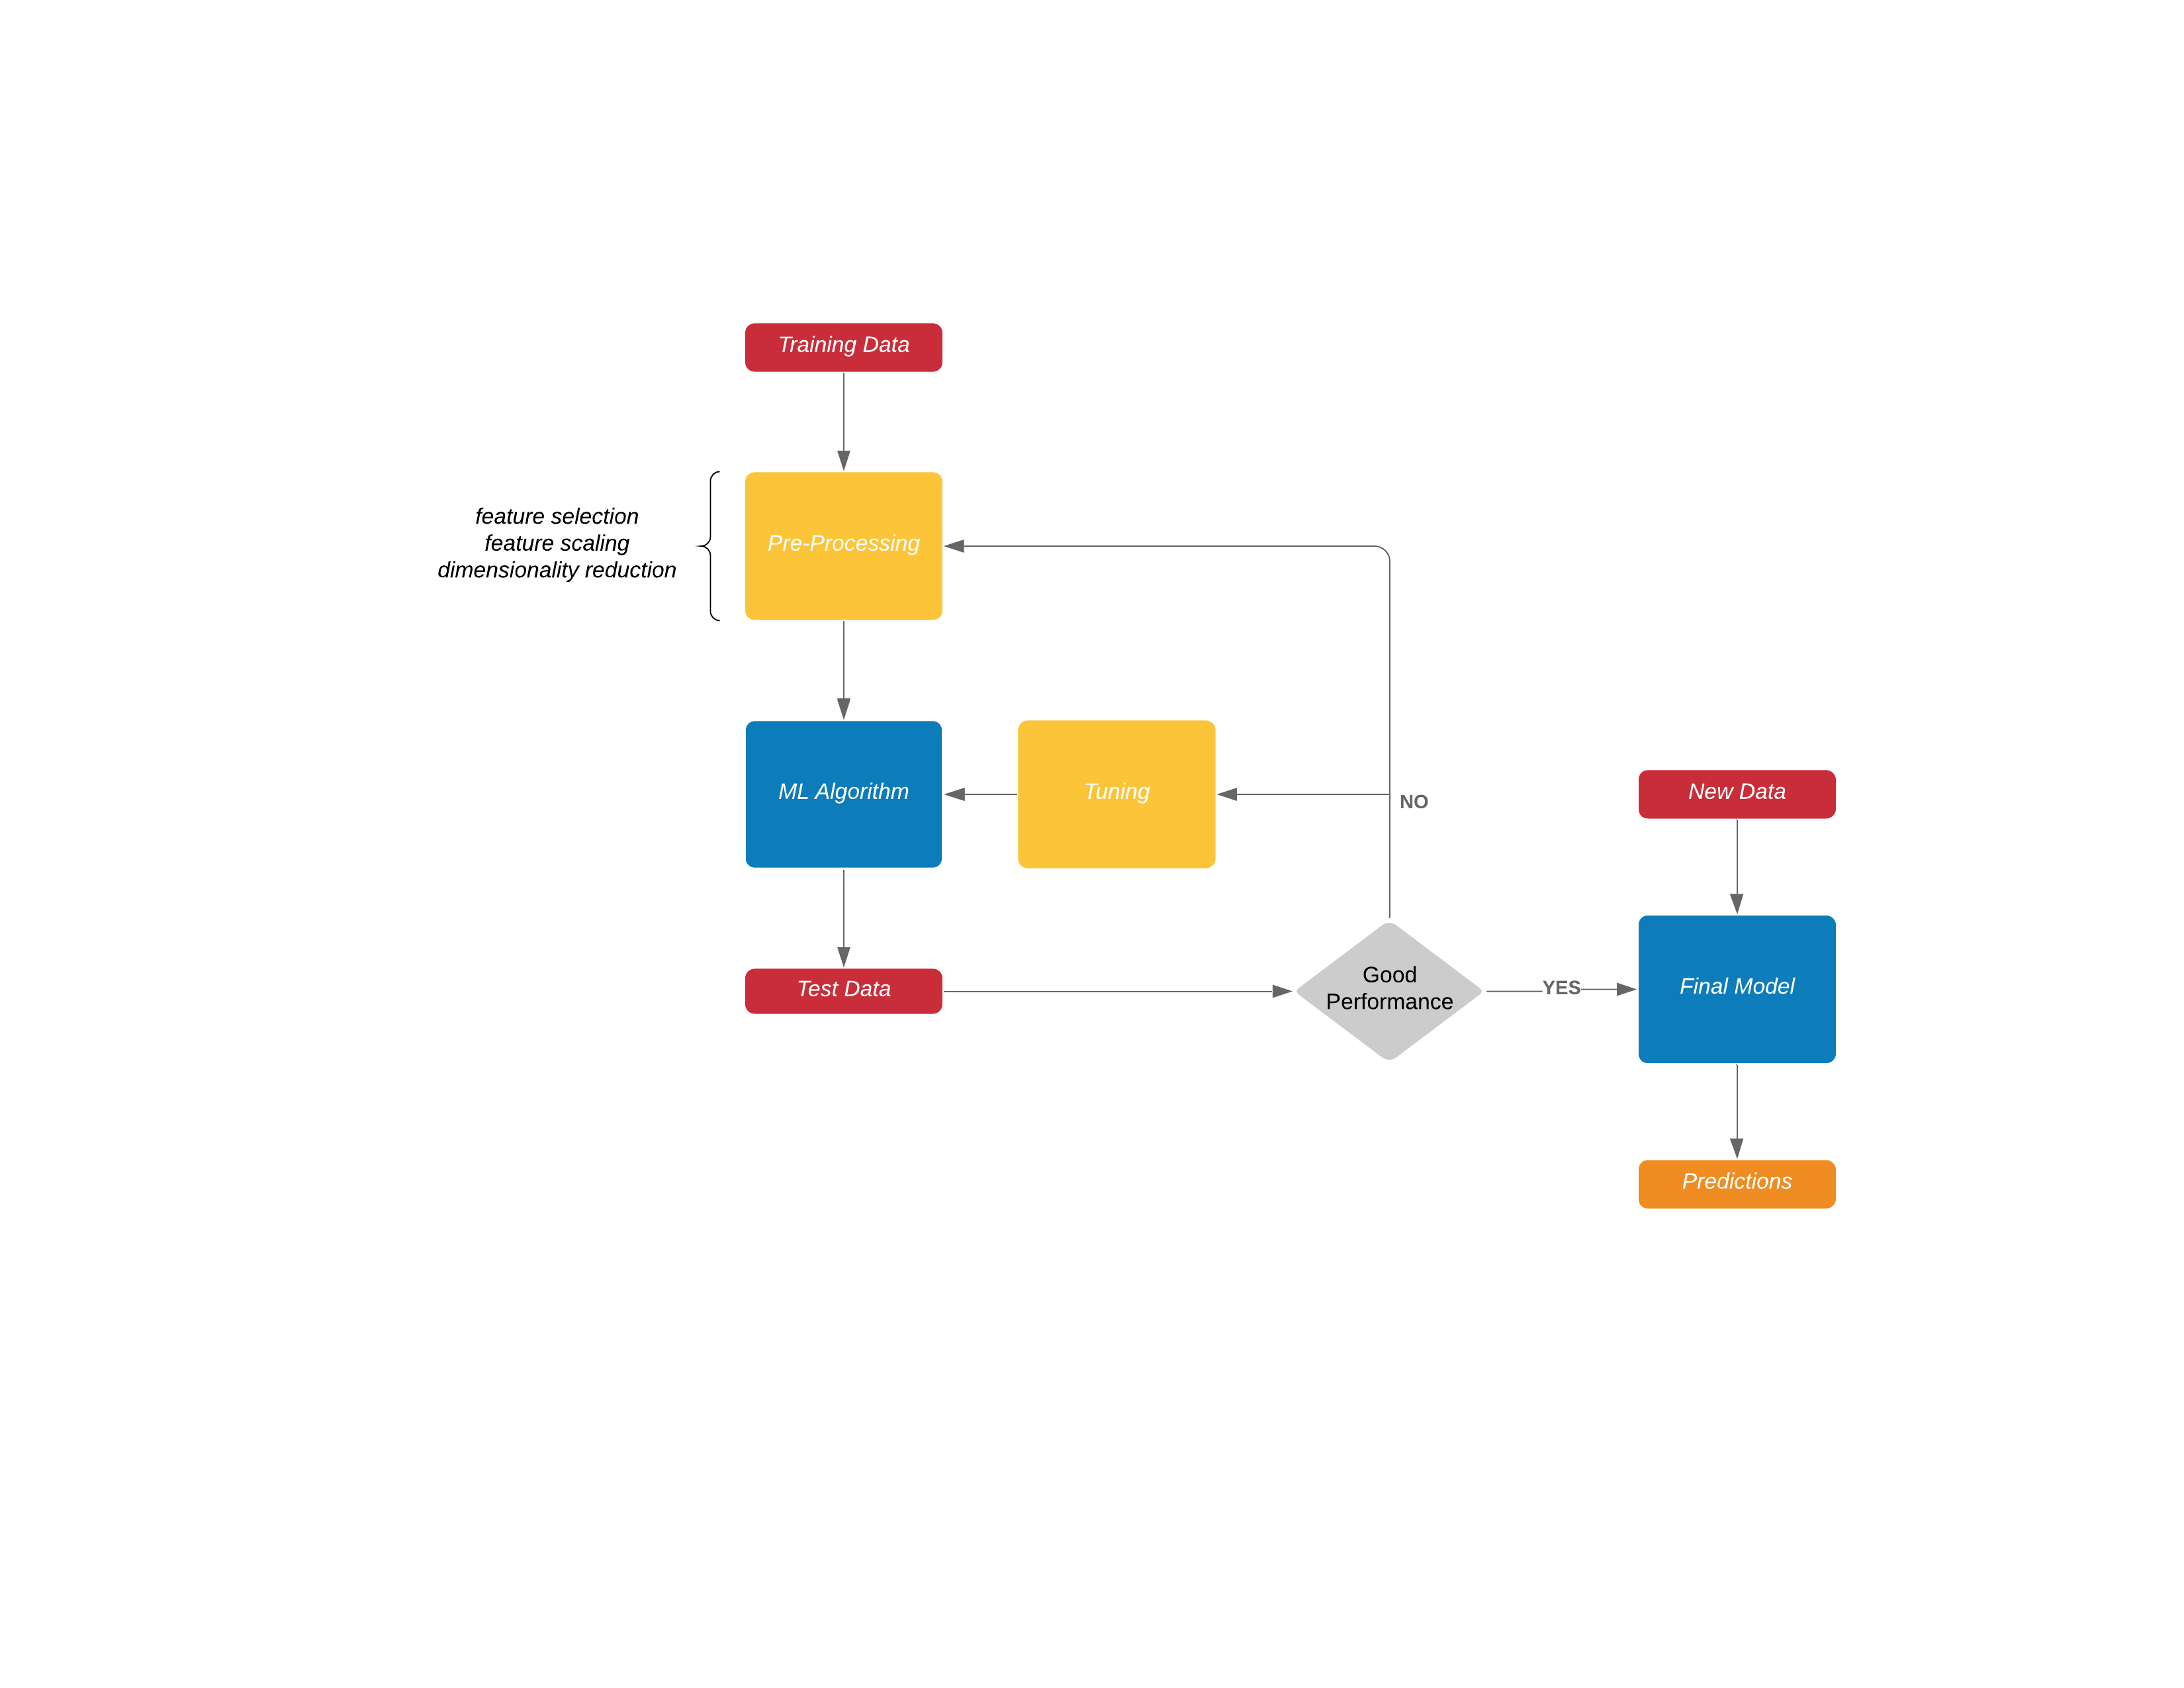 Training Data
feature selection
feature scaling
dimensionality reduction
Pre-Processing
ML Algorithm
Tuning
NO
New Data
Test Data
Good
Performance
YES
Final Model
Predictions